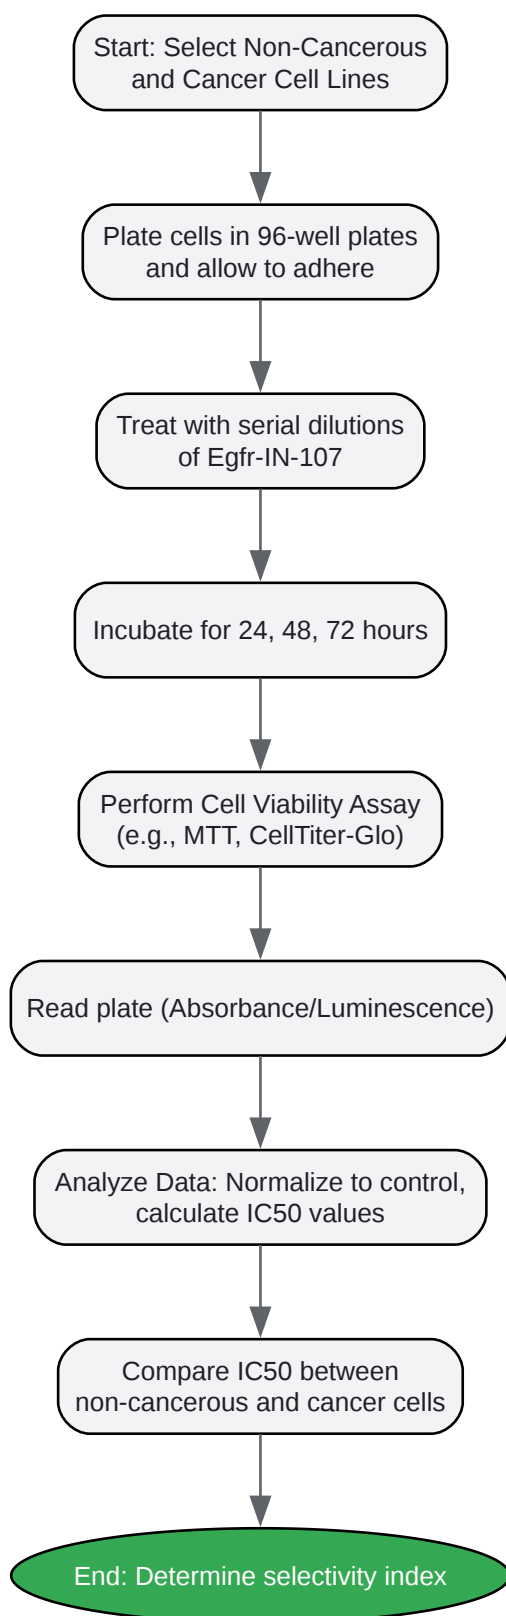 Start: Select Non-Cancerous
and Cancer Cell Lines
Plate cells in 96-well plates
and allow to adhere
Treat with serial dilutions
of Egfr-IN-107
Incubate for 24, 48, 72 hours
Perform Cell Viability Assay
(e.g., MTT, CellTiter-Glo)
Read plate (Absorbance/Luminescence)
Analyze Data: Normalize to control,
calculate IC50 values
Compare IC50 between
non-cancerous and cancer cells
End: Determine selectivity index